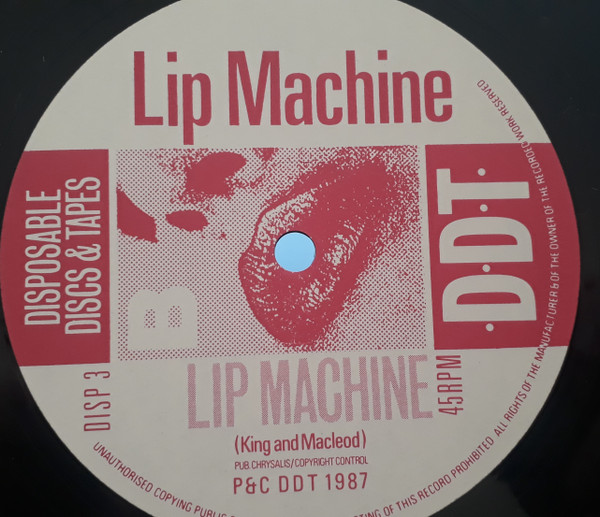 Lip Machine
DISPOSABLE
DISCS & TAPES
·D·D·T·
B
DISP 3
45RPM
LIP MACHINE
(King and Macleod)
PUB. CHRYSALIS/COPYRIGHT CONTROL
P&C DDT 1987
UNAUTHORISED COPYING PUBLIC
TING OF THIS RECORD PROHIBITED ALL RIGHTS OF THE MANUFACTURER & OF THE OWNER OF THE RECORDED WORK RESERVED